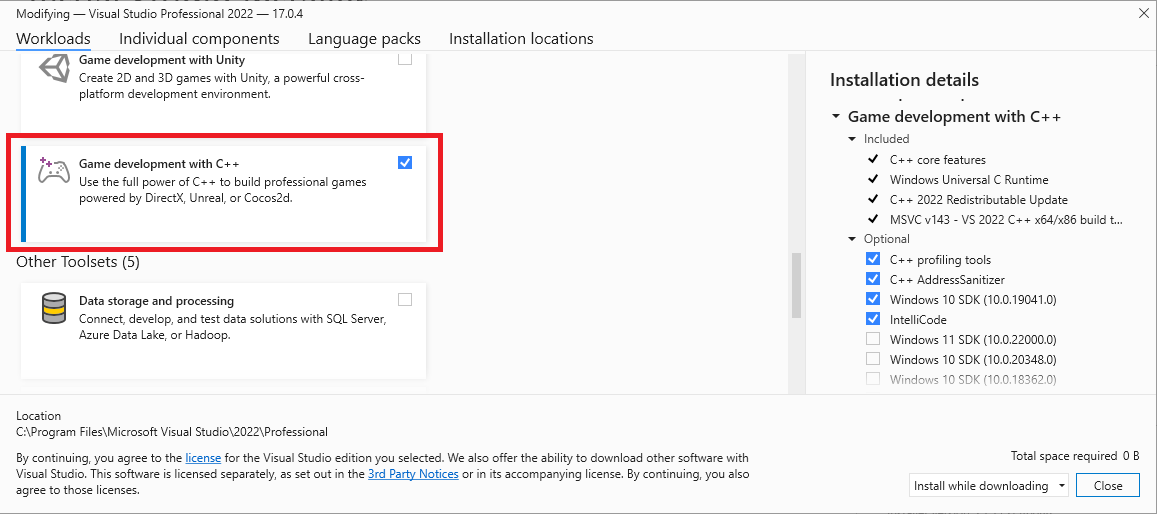 Modifying — Visual Studio Professional 2022 — 17.0.4
Workloads
Individual components
Language packs
Installation locations
Game development with Unity
Create 2D and 3D games with Unity, a powerful cross-
platform development environment.
Game development with C++
Use the full power of C++ to build professional games
powered by DirectX, Unreal, or Cocos2d.
Other Toolsets (5)
Data storage and processing
Connect, develop, and test data solutions with SQL Server,
Azure Data Lake, or Hadoop.
Installation details
Game development with C++
Included
C++ core features
Windows Universal C Runtime
C++ 2022 Redistributable Update
MSVC v143 - VS 2022 C++ x64/x86 build t...
Optional
C++ profiling tools
C++ AddressSanitizer
Windows 10 SDK (10.0.19041.0)
IntelliCode
Windows 11 SDK (10.0.22000.0)
Windows 10 SDK (10.0.20348.0)
Windows 10 SDK (10.0.18362.0)
Location
C:\Program Files\Microsoft Visual Studio\2022\Professional
By continuing, you agree to the license for the Visual Studio edition you selected. We also offer the ability to download other software with
Visual Studio. This software is licensed separately, as set out in the 3rd Party Notices or in its accompanying license. By continuing, you also
agree to those licenses.
Total space required 0 B
Install while downloading
Close